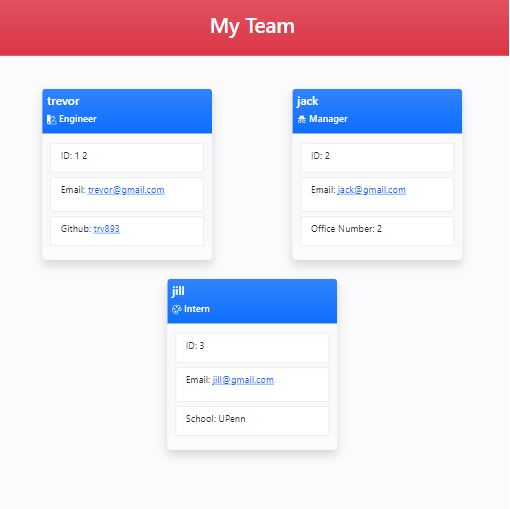 My Team
trevor
Engineer
ID: 1 2
Email: trevor@gmail.com
Github: trv893
jack
Manager
ID: 2
Email: jack@gmail.com
Office Number: 2
jill
Intern
ID: 3
Email: jill@gmail.com
School: UPenn